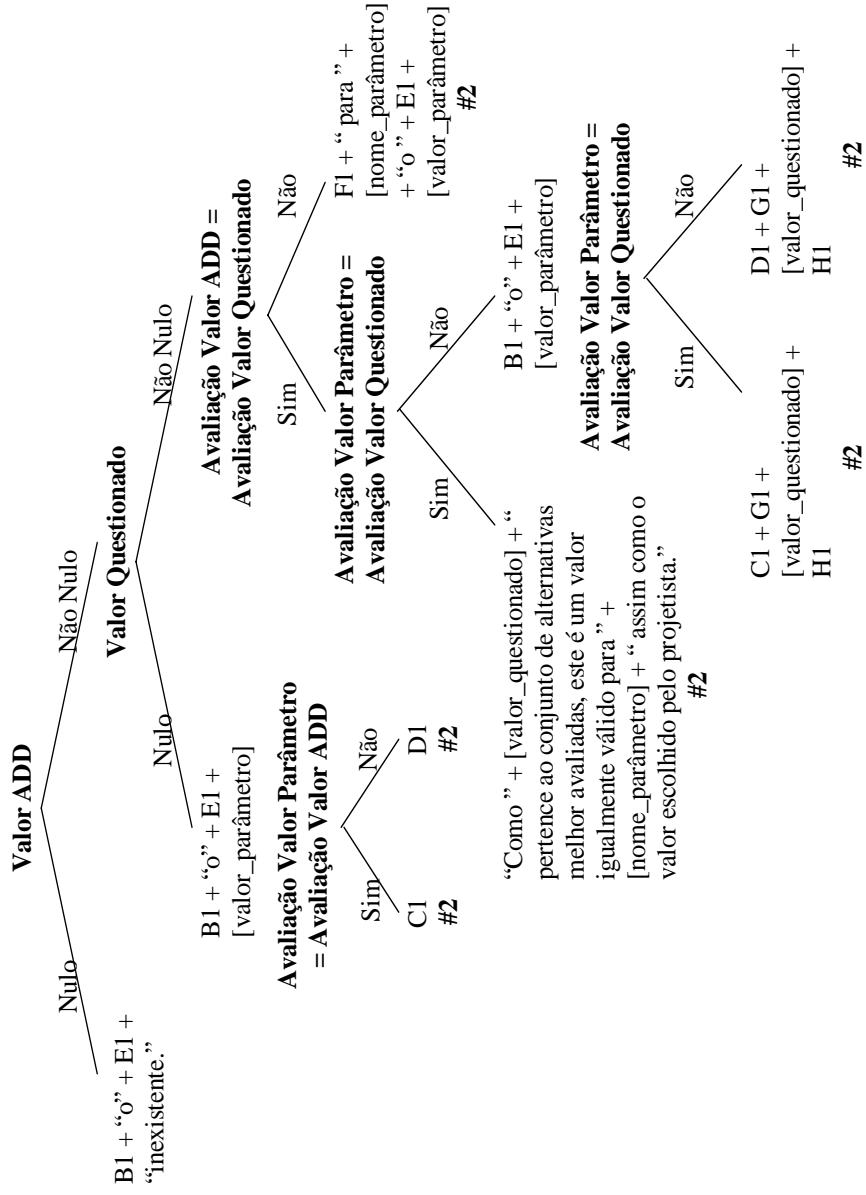 Valor ADD
Nulo
Não Nulo
B1 + “o” + E1 +
“inexistente.”
Valor Questionado
Nulo
Não Nulo
B1 + “o” + E1 +
[valor_parâmetro]
Avaliação Valor Parâmetro
= Avaliação Valor ADD
Sim
Não
C1
#2
D1
#2
Avaliação Valor ADD =
Avaliação Valor Questionado
Sim
Não
F1 + “ para ” +
[nome_parâmetro]
+ “o ” + E1 +
[valor_parâmetro]
#2
Avaliação Valor Parâmetro =
Avaliação Valor Questionado
Sim
Não
“Como ” + [valor_questionado] + “
pertence ao conjunto de alternativas
melhor avaliadas, este é um valor
igualmente válido para ” +
[nome_parâmetro] + “ assim como o
valor escolhido pelo projetista.”
#2
B1 + “o” + E1 +
[valor_parâmetro]
Avaliação Valor Parâmetro =
Avaliação Valor Questionado
Sim
Não
C1 + G1 +
[valor_questionado] +
H1
#2
D1 + G1 +
[valor_questionado] +
H1
#2